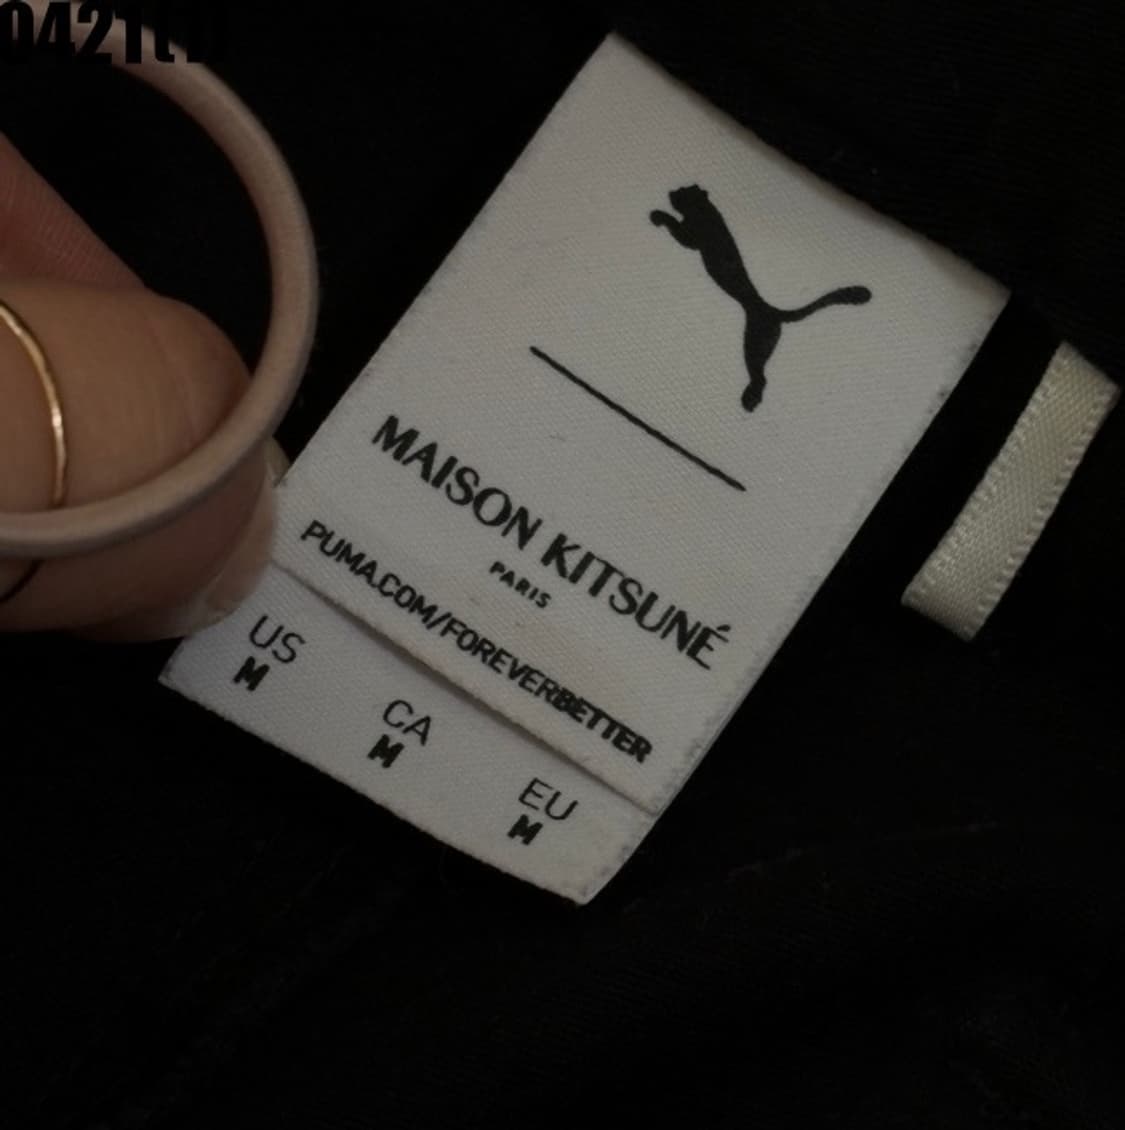 MAISON KITSUNÉ
PARIS
PUMA.COM/FOREVERBETTER
US CA EU
M M M